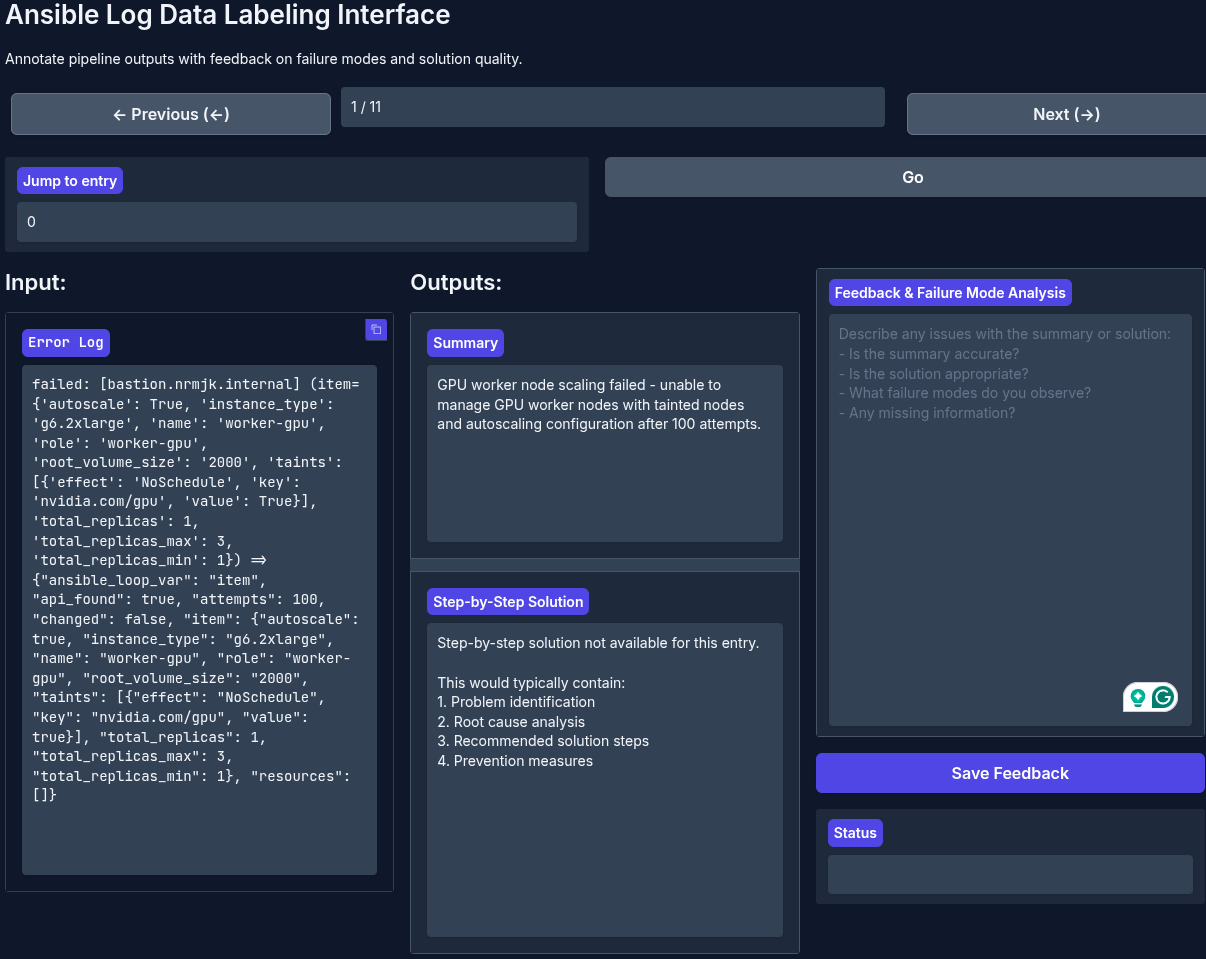 Ansible Log Data Labeling Interface
Annotate pipeline outputs with feedback on failure modes and solution quality.
← Previous (←)
1 / 11
Next (→)
Jump to entry
0
Go
Input:
Error Log
failed: [bastion.nrmjk.internal] (item=
{'autoscale': True, 'instance_type':
'g6.2xlarge', 'name': 'worker-gpu',
'role': 'worker-gpu',
'root_volume_size': '2000', 'taints':
[{'effect': 'NoSchedule', 'key':
'nvidia.com/gpu', 'value': True}],
'total_replicas': 1,
'total_replicas_max': 3,
'total_replicas_min': 1}) =>
{"ansible_loop_var": "item",
"api_found": true, "attempts": 100,
"changed": false, "item": {"autoscale":
true, "instance_type": "g6.2xlarge",
"name": "worker-gpu", "role": "worker-
gpu", "root_volume_size": "2000",
"taints": [{"effect": "NoSchedule",
"key": "nvidia.com/gpu", "value":
true}], "total_replicas": 1,
"total_replicas_max": 3,
"total_replicas_min": 1}, "resources":
[]}
Outputs:
Summary
GPU worker node scaling failed - unable to
manage GPU worker nodes with tainted nodes
and autoscaling configuration after 100 attempts.
Step-by-Step Solution
Step-by-step solution not available for this entry.
This would typically contain:
1. Problem identification
2. Root cause analysis
3. Recommended solution steps
4. Prevention measures
Feedback & Failure Mode Analysis
Describe any issues with the summary or solution:
- Is the summary accurate?
- Is the solution appropriate?
- What failure modes do you observe?
- Any missing information?
Save Feedback
Status